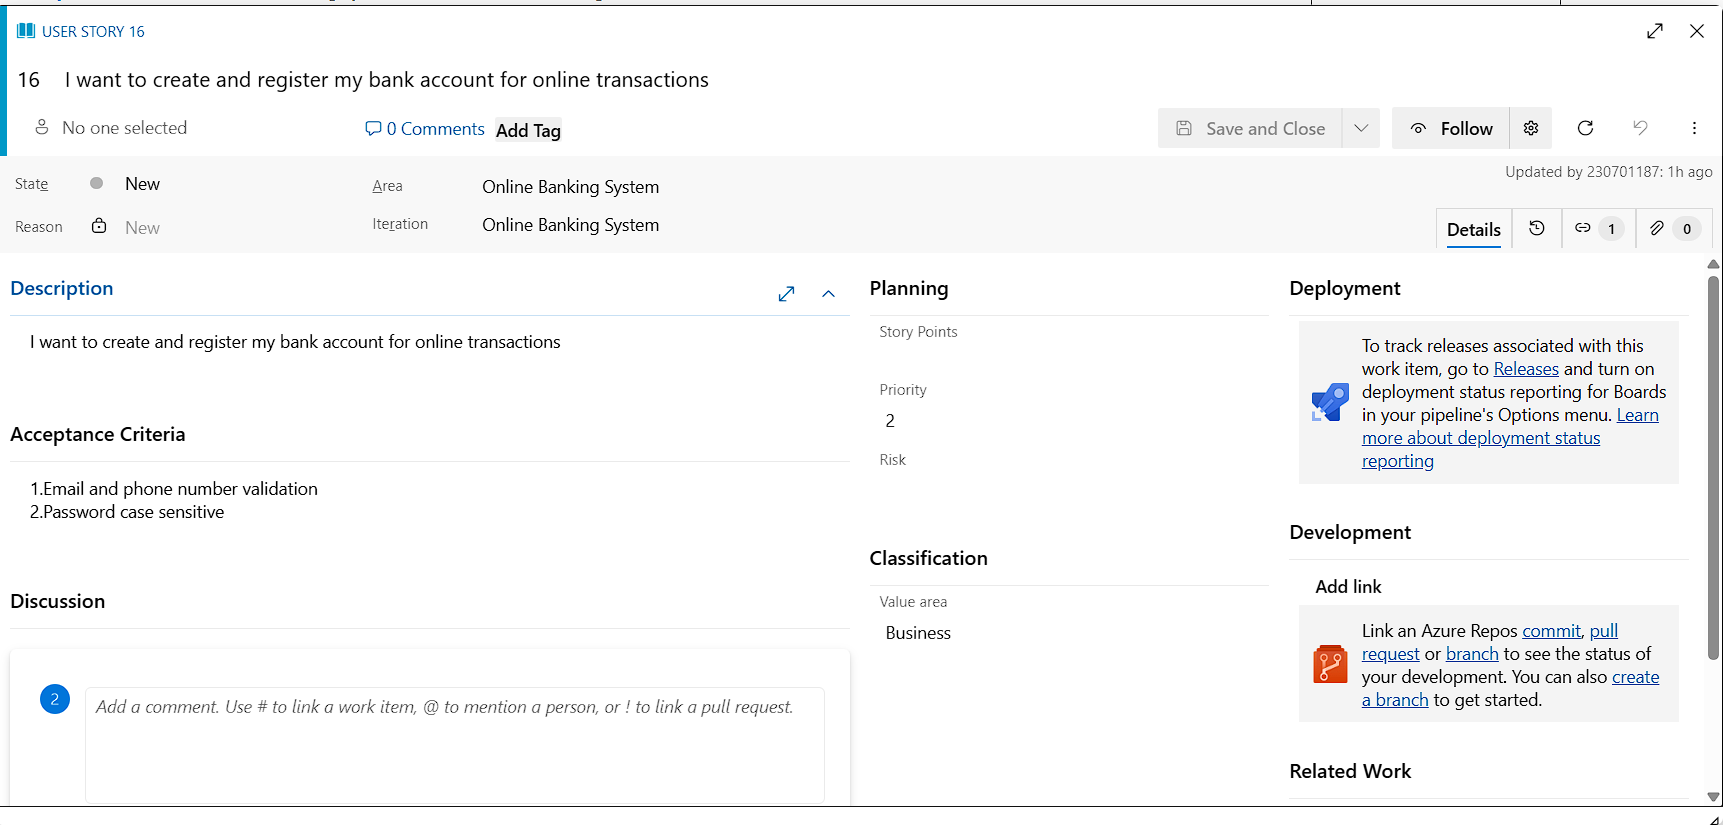 USER STORY 16
16 I want to create and register my bank account for online transactions
No one selected
0 Comments
Add Tag
Save and Close
Follow
State
New
Area
Online Banking System
Updated by 230701187: 1h ago
Reason
New
Iteration
Online Banking System
Details
1
0
Description
I want to create and register my bank account for online transactions
Acceptance Criteria
1.Email and phone number validation
2.Password case sensitive
Discussion
2
Add a comment. Use # to link a work item, @ to mention a person, or ! to link a pull request.
Planning
Story Points
Priority
2
Risk
Classification
Value area
Business
Deployment
To track releases associated with this
work item, go to Releases and turn on
deployment status reporting for Boards
in your pipeline's Options menu. Learn
more about deployment status
reporting
Development
Add link
Link an Azure Repos commit, pull
request or branch to see the status of
your development. You can also create
a branch to get started.
Related Work